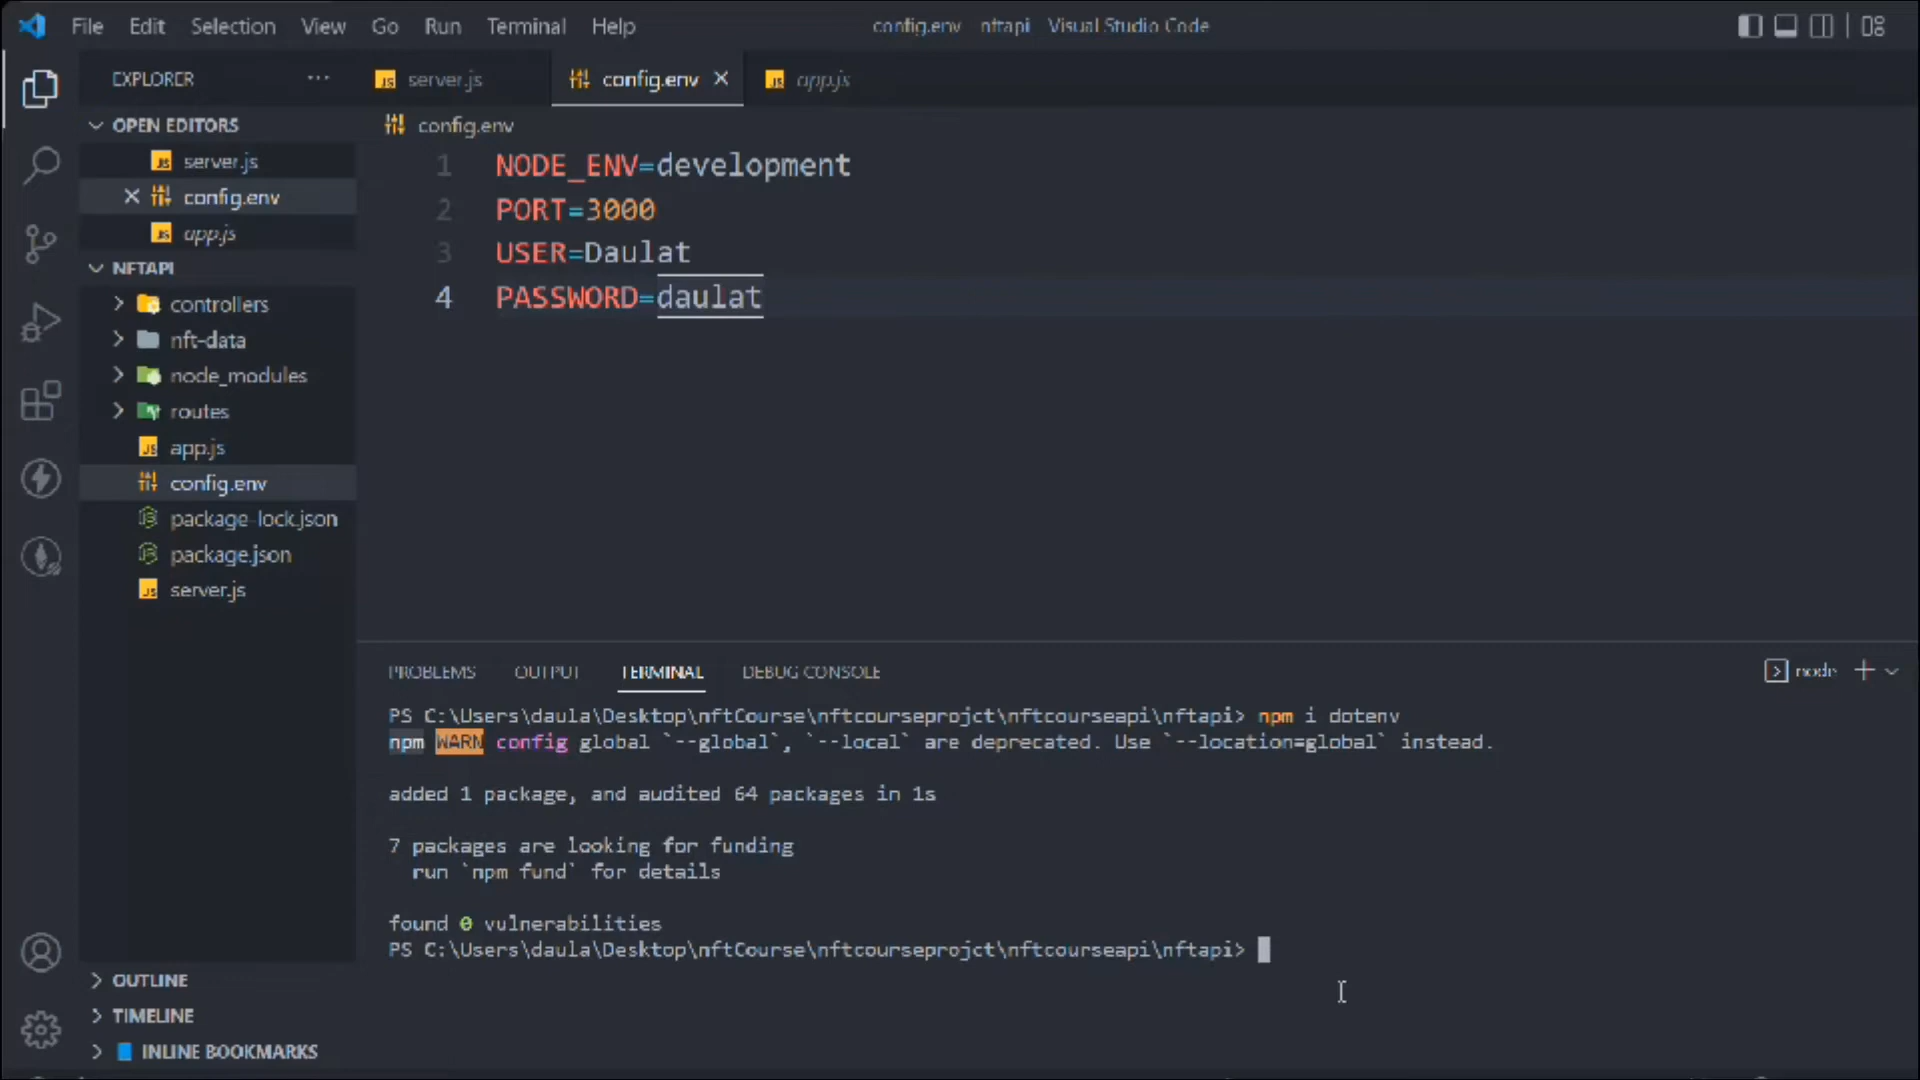 File Edit Selection View Go Run Terminal Help config.env nftapi Visual Studio Code
EXPLORER ···
server.js
config.env
app.js
OPEN EDITORS
server.js
config.env
app.js
NFTAPI
controllers
nft-data
node_modules
routes
app.js
config.env
package-lock.json
package.json
server.js
OUTLINE
TIMELINE
INLINE BOOKMARKS
config.env
1 NODE_ENV=development
2 PORT=3000
3 USER=Daulat
4 PASSWORD=daulat
PROBLEMS OUTPUT TERMINAL DEBUG CONSOLE node
PS C:\Users\daula\Desktop\nftCourse\nftcourseprojct\nftcourseapi\nftapi> npm i dotenv
npm WARN config global `--global`, `--local` are deprecated. Use `--location=global` instead.
added 1 package, and audited 64 packages in 1s
7 packages are looking for funding
run `npm fund` for details
found 0 vulnerabilities
PS C:\Users\daula\Desktop\nftCourse\nftcourseprojct\nftcourseapi\nftapi>